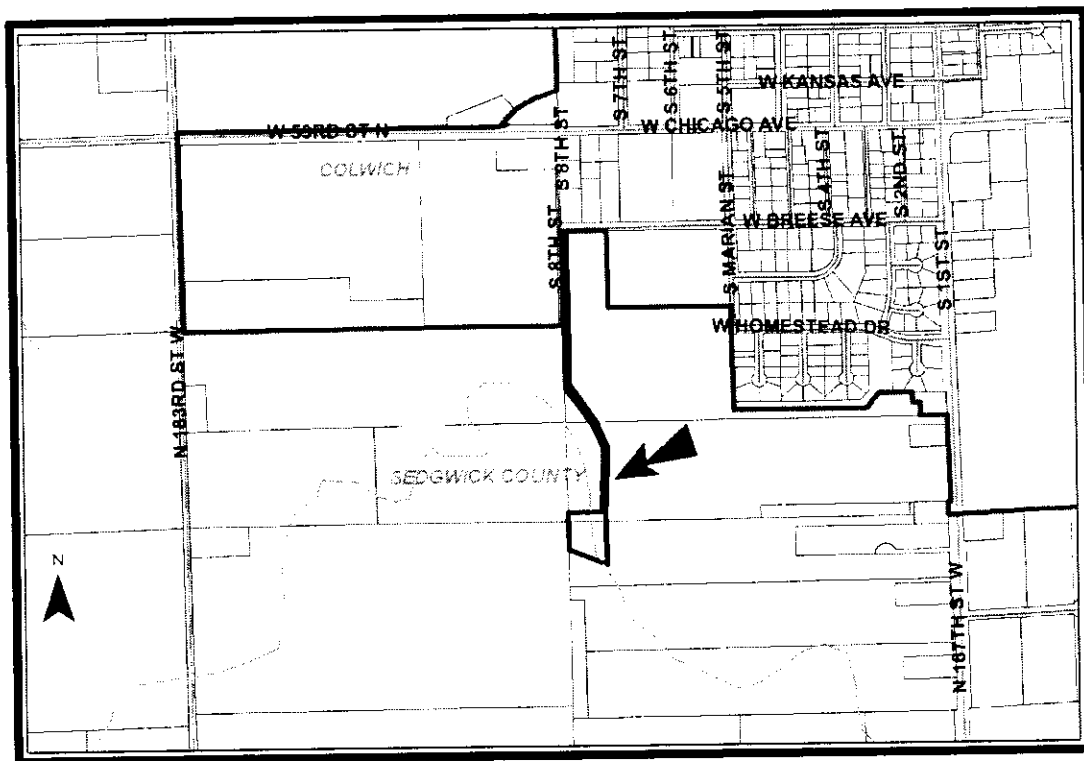 S 7TH ST
S 6TH ST
S 5TH ST
W KANSAS AVE
W 53RD ST N
W CHICAGO AVE
COLWICH
S 8TH ST
S 4TH ST
S 2ND ST
S MARIAN ST
W BREESE AVE
S 8TH ST
S 1ST ST
W HOMESTEAD DR
N 183RD ST W
SEDGWICK COUNTY
N
N 167TH ST W